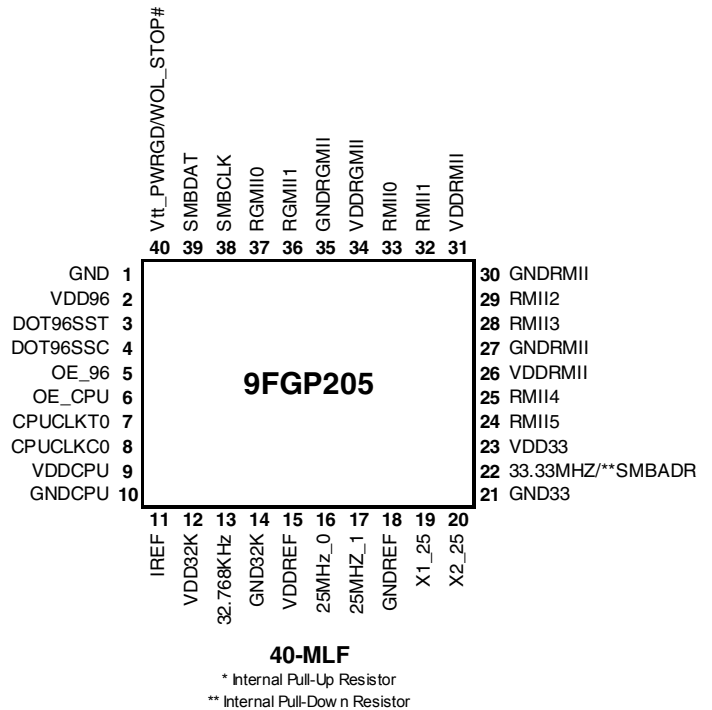 Vtt_PWRGD/WOL_STOP#
SMBDAT
SMBCLK
RGMII0
RGMII1
GNDRGMII
VDDRGMII
RMII0
RMII1
VDDRMII
40 39 38 37 36 35 34 33 32 31
GND 1
VDD96 2
DOT96SST 3
DOT96SSC 4
OE_96 5
OE_CPU 6
CPUCLKT0 7
CPUCLKC0 8
VDDCPU 9
GNDCPU 10
9FGP205
30 GNDRMII
29 RMII2
28 RMII3
27 GNDRMII
26 VDDRMII
25 RMII4
24 RMII5
23 VDD33
22 33.33MHZ/**SMBADR
21 GND33
11 12 13 14 15 16 17 18 19 20
IREF
VDD32K
32.768KHz
GND32K
VDDREF
25MHz_0
25MHZ_1
GNDREF
X1_25
X2_25
40-MLF
* Internal Pull-Up Resistor
** Internal Pull-Down Resistor